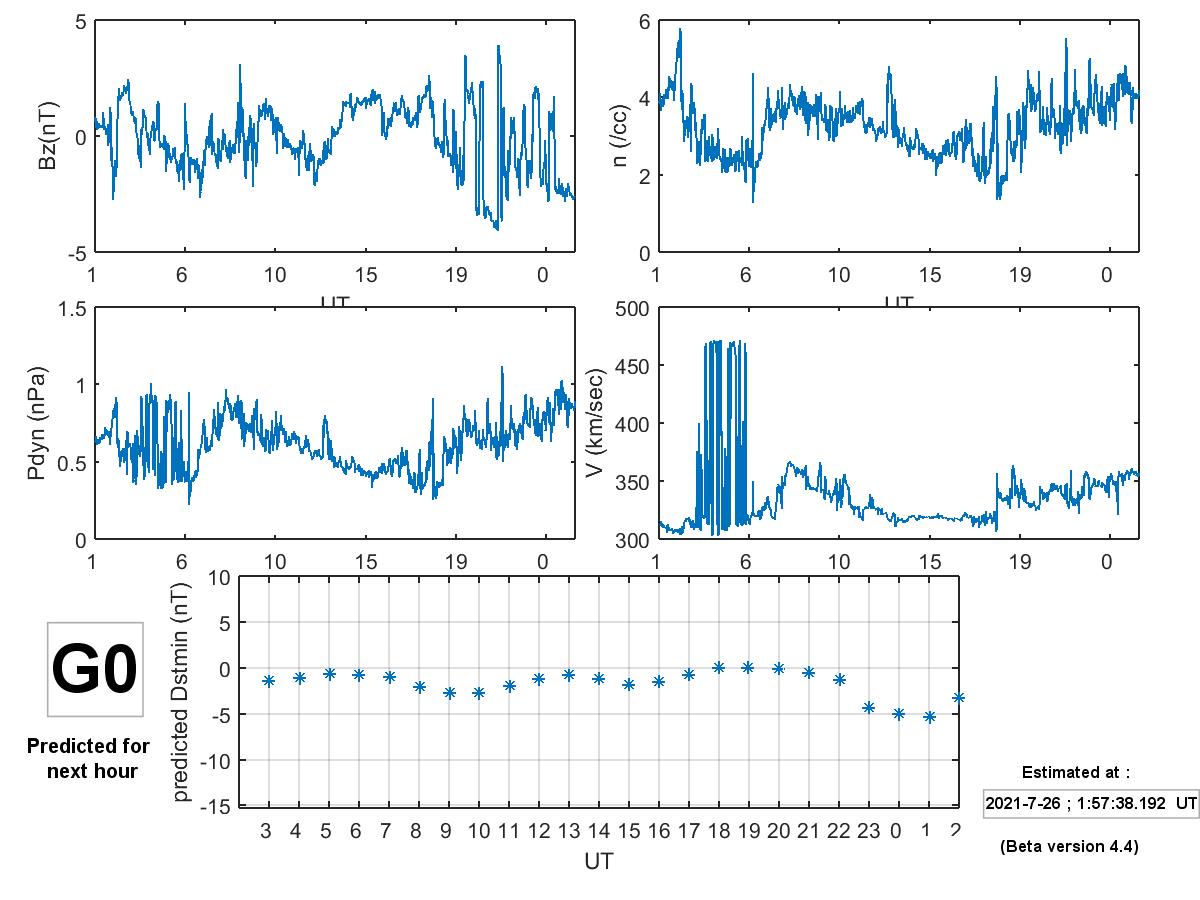 5
0
-5
Bz(nT)
1 6 10 15 19 0
UT
6
4
2
0
n (/cc)
1 6 10 15 19 0
UT
1.5
1
0.5
0
Pdyn (nPa)
1 6 10 15 19 0
500
450
400
350
300
V (km/sec)
1 6 10 15 19 0
10
5
0
-5
-10
-15
predicted Dstmin (nT)
3 4 5 6 7 8 9 10 11 12 13 14 15 16 17 18 19 20 21 22 23 0 1 2
UT
G0
Predicted for
next hour
Estimated at :
2021-7-26 ; 1:57:38.192 UT
(Beta version 4.4)